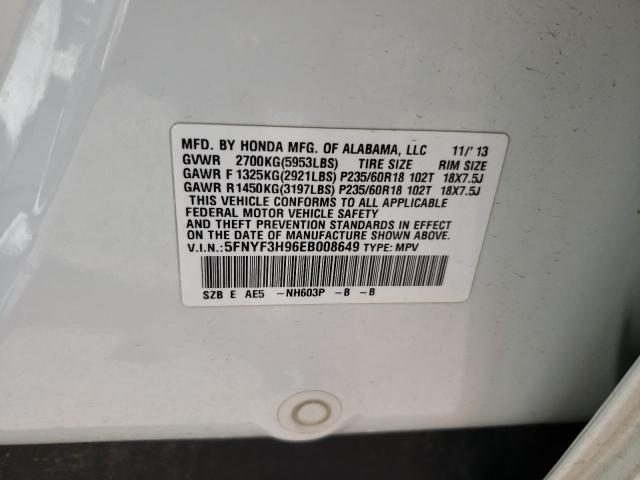 MFD. BY HONDA MFG. OF ALABAMA, LLC 11/'13
GVWR 2700KG(5953LBS) TIRE SIZE RIM SIZE
GAWR F 1325KG(2921LBS) P235/60R18 102T 18X7.5J
GAWR R1450KG(3197LBS) P235/60R18 102T 18X7.5J
THIS VEHICLE CONFORMS TO ALL APPLICABLE
FEDERAL MOTOR VEHICLE SAFETY
AND THEFT PREVENTION STANDARDS IN EFFECT
ON THE DATE OF MANUFACTURE SHOWN ABOVE.
V.I.N.:5FNYF3H96EB008649 TYPE: MPV
SZB E AE5 -NH603P -B -B